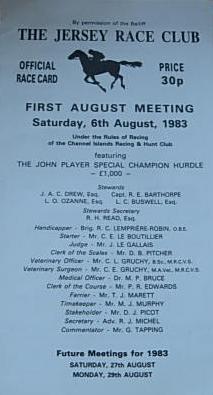 By permission of the Bailiff
THE JERSEY RACE CLUB
OFFICIAL
RACE CARD
PRICE
30p
FIRST AUGUST MEETING
Saturday, 6th August, 1983
Under the Rules of Racing
of the Channel Islands Racing & Hunt Club
featuring
THE JOHN PLAYER SPECIAL CHAMPION HURDLE
– £1,000 –
Stewards
J. A. C. DREW, Esq. Capt. R. E. BARTHORPE
L. O. OZANNE, Esq. L. C. BUSWELL, Esq.
Stewards Secretary
R. H. READ, Esq.
Handicapper - Brig. R. C. LEMPRIÈRE-ROBIN, O.B.E.
Starter - Mr. C. E. LE BOUTILLIER
Judge - Mr. J. LE GALLAIS
Clerk of the Scales - Mr. D. B. PITCHER
Veterinary Officer - Mr. C. L. GRUCHY, B.Sc., M.R.C.V.S.
Veterinary Surgeon - Mr. C. E. GRUCHY, M.A.Vet., M.R.C.V.S.
Medical Officer - Dr. M. P. BRUCE
Clerk of the Course - Mr. P. R. EDWARDS
Farrier - Mr. T. J. MARETT
Timekeeper - Mr. M. J. MURPHY
Stakeholder - Mr. D. J. PICOT
Secretary - Adv. R. J. MICHEL
Commentator - Mr. G. TAPPING
Future Meetings for 1983
SATURDAY, 27th AUGUST
MONDAY, 29th AUGUST